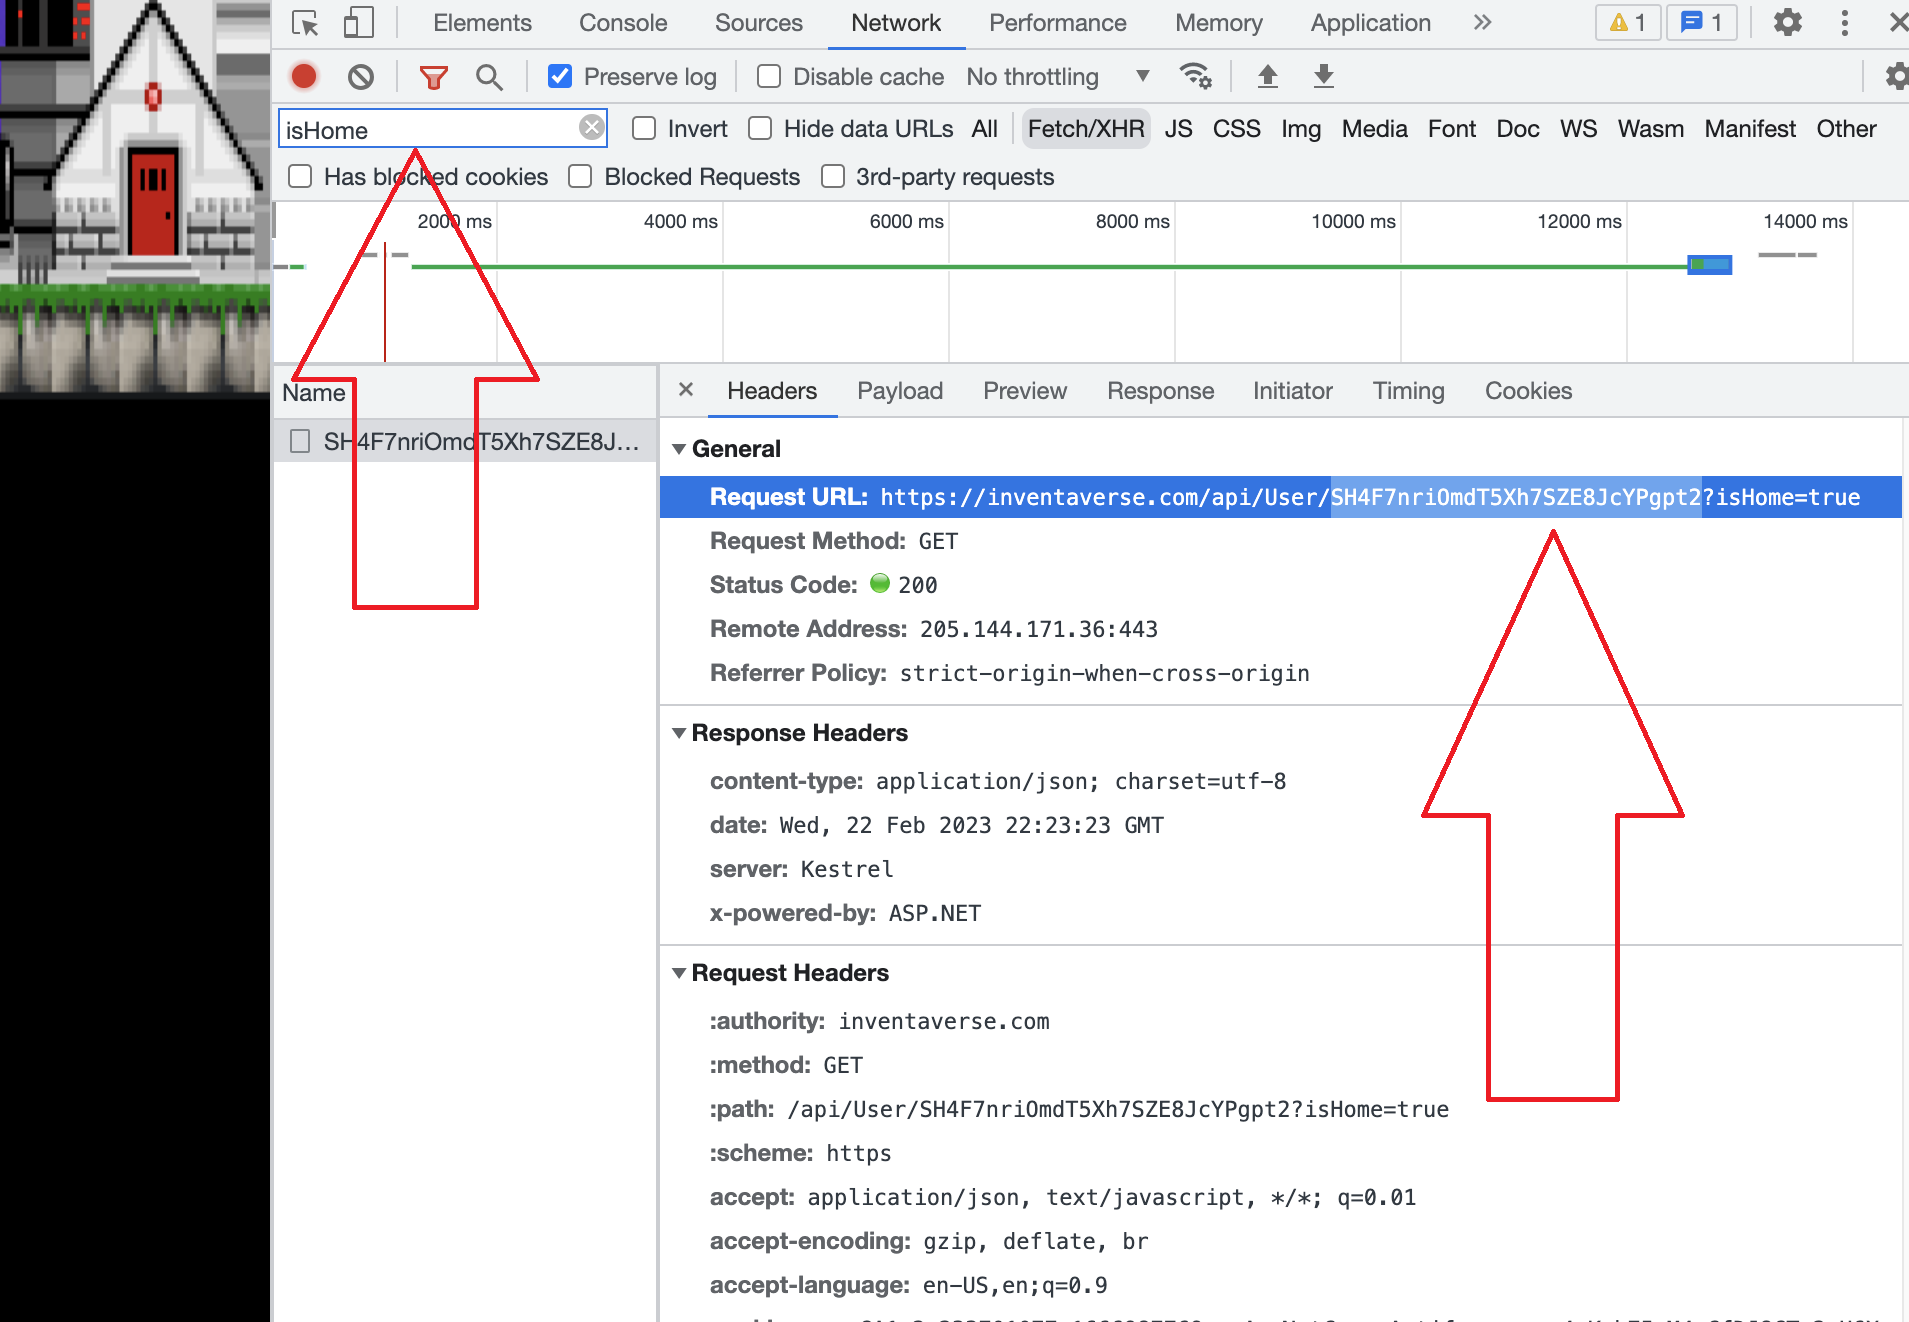 Elements Console Sources Network Performance Memory Application 1 1
Preserve log Disable cache No throttling
isHome Invert Hide data URLs All Fetch/XHR JS CSS Img Media Font Doc WS Wasm Manifest Other
Has blocked cookies Blocked Requests 3rd-party requests
2000 ms 4000 ms 6000 ms 8000 ms 10000 ms 12000 ms 14000 ms
Name
SH4F7nriOmdT5Xh7SZE8J…
Headers Payload Preview Response Initiator Timing Cookies
General
Request URL: https://inventaverse.com/api/User/SH4F7nriOmdT5Xh7SZE8JcYPgpt2?isHome=true
Request Method: GET
Status Code: 200
Remote Address: 205.144.171.36:443
Referrer Policy: strict-origin-when-cross-origin
Response Headers
content-type: application/json; charset=utf-8
date: Wed, 22 Feb 2023 22:23:23 GMT
server: Kestrel
x-powered-by: ASP.NET
Request Headers
:authority: inventaverse.com
:method: GET
:path: /api/User/SH4F7nriOmdT5Xh7SZE8JcYPgpt2?isHome=true
:scheme: https
accept: application/json, text/javascript, */*; q=0.01
accept-encoding: gzip, deflate, br
accept-language: en-US,en;q=0.9